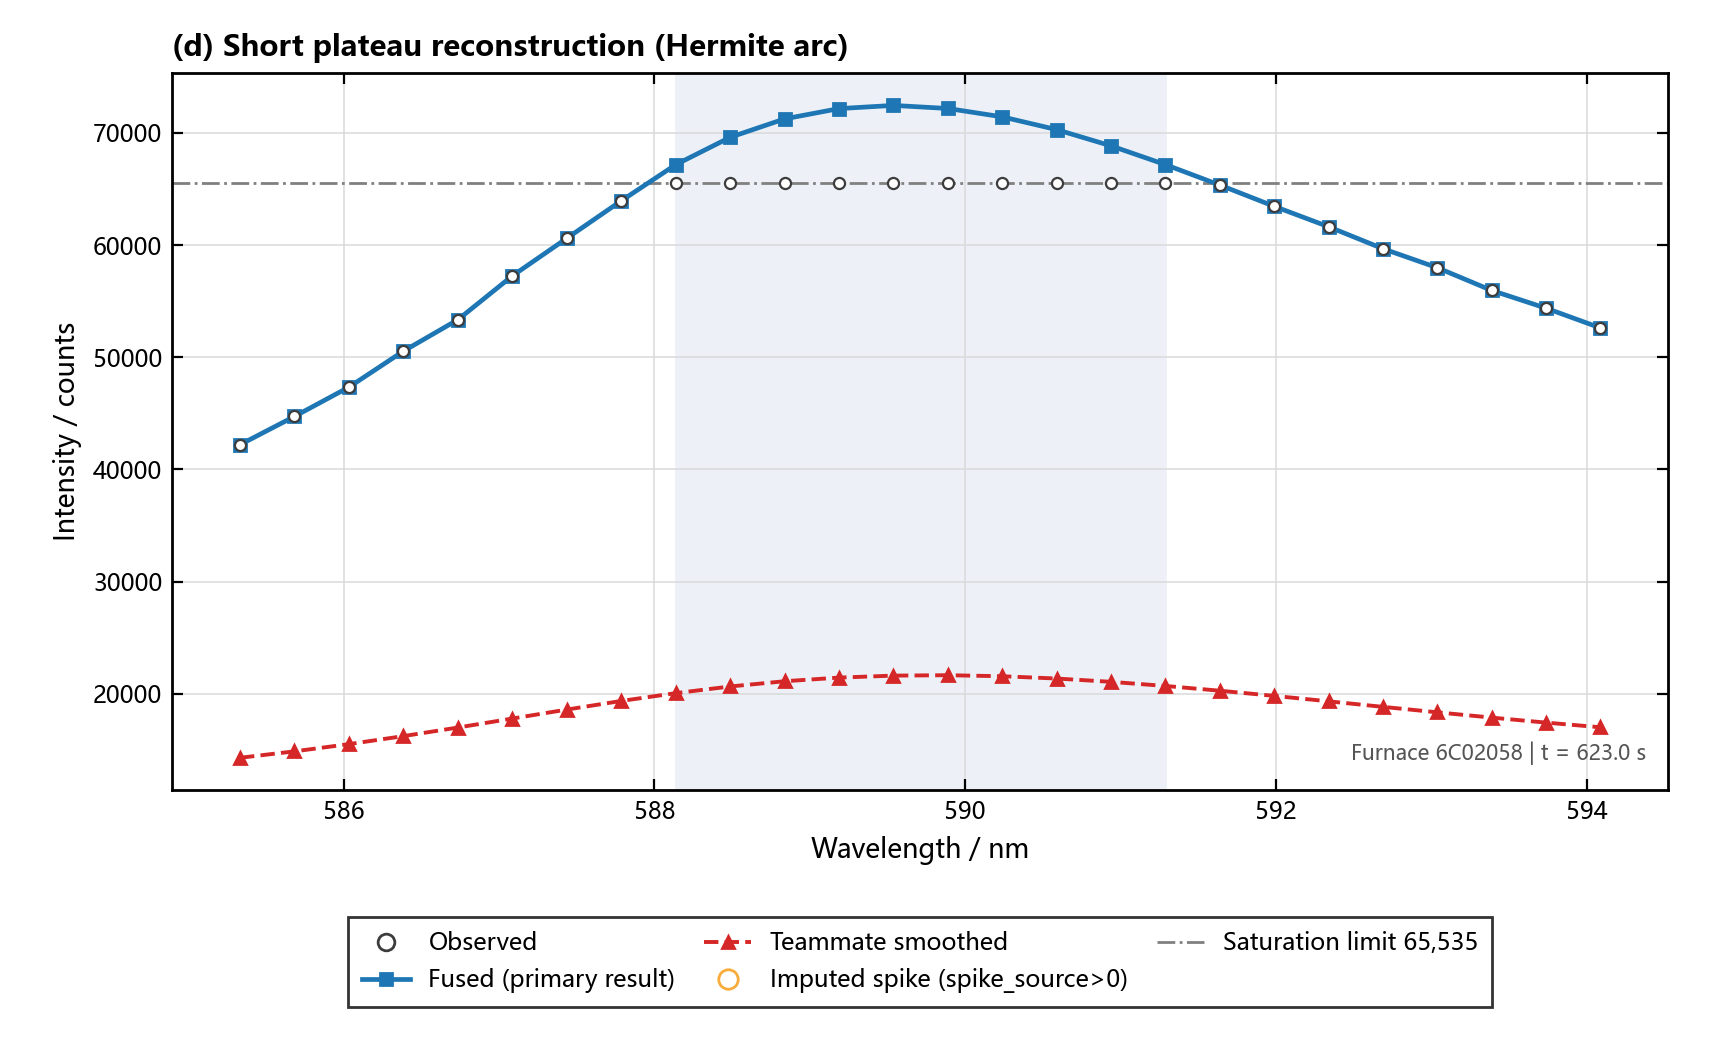 (d) Short plateau reconstruction (Hermite arc)
Intensity / counts
70000
60000
50000
40000
30000
20000
Furnace 6C02058 | t = 623.0 s
586
588
590
592
594
Wavelength / nm
Observed
Teammate smoothed
Saturation limit 65,535
Fused (primary result)
Imputed spike (spike_source>0)